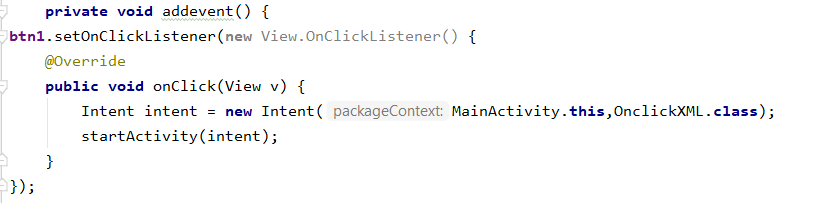 private void addevent() {
btn1.setOnClickListener(new View.OnClickListener() {
@Override
public void onClick(View v) {
Intent intent = new Intent( packageContext: MainActivity.this,OnclickXML.class);
startActivity(intent);
}
});